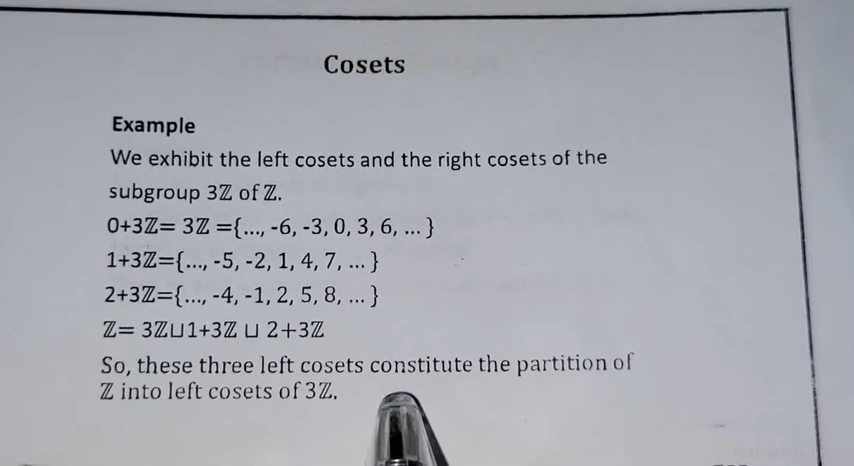 Cosets
Example
We exhibit the left cosets and the right cosets of the
subgroup 3ℤ of ℤ.
0+3ℤ= 3ℤ ={..., -6, -3, 0, 3, 6, ... }
1+3ℤ={..., -5, -2, 1, 4, 7, ... }
2+3ℤ={..., -4, -1, 2, 5, 8, ... }
ℤ= 3ℤ⊔1+3ℤ ⊔ 2+3ℤ
So, these three left cosets constitute the partition of
ℤ into left cosets of 3ℤ.